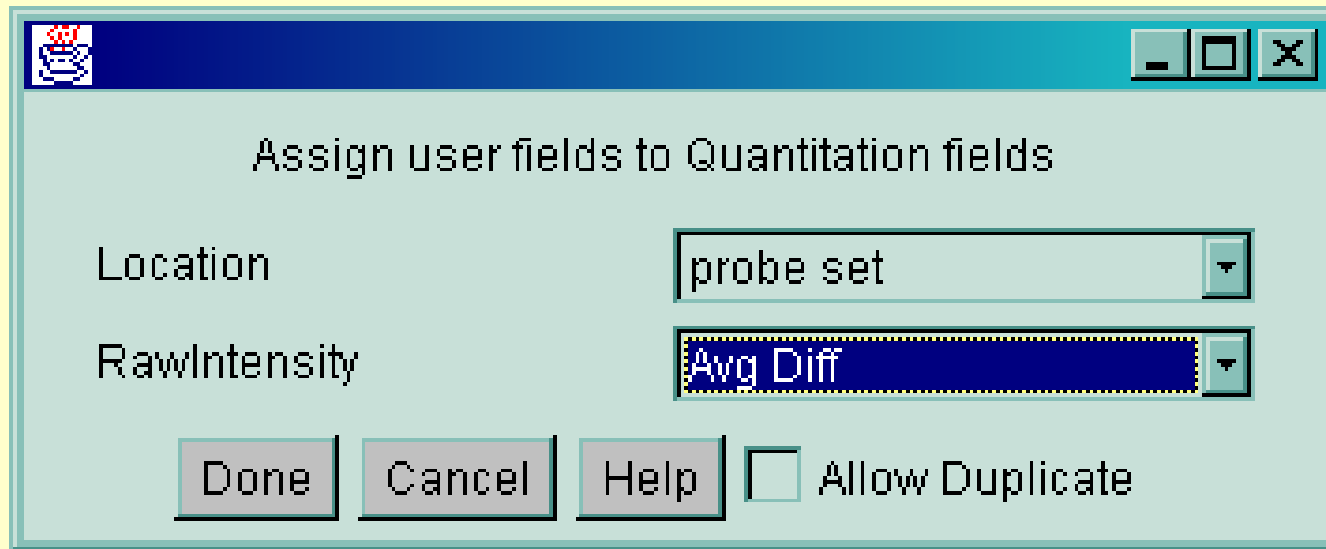 Assign user fields to Quantitation fields
Location probe set
RawIntensity Avg Diff
Done Cancel Help Allow Duplicate